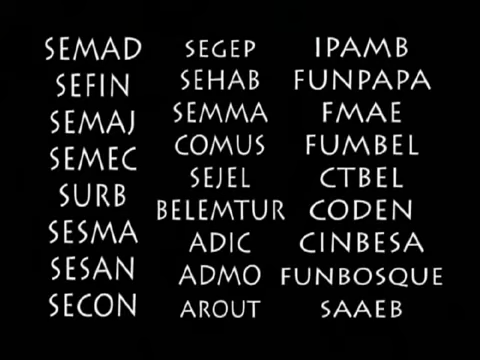 SEMAD
SEFIN
SEMAJ
SEMEC
SURB
SESMA
SESAN
SECON
SEGEP
SEHAB
SEMMA
COMUS
SEJEL
BELEMTUR
ADIC
ADMO
AROUT
IPAMB
FUNPAPA
FMAE
FUMBEL
CTBEL
CODEN
CINBESA
FUNBOSQUE
SAAEB